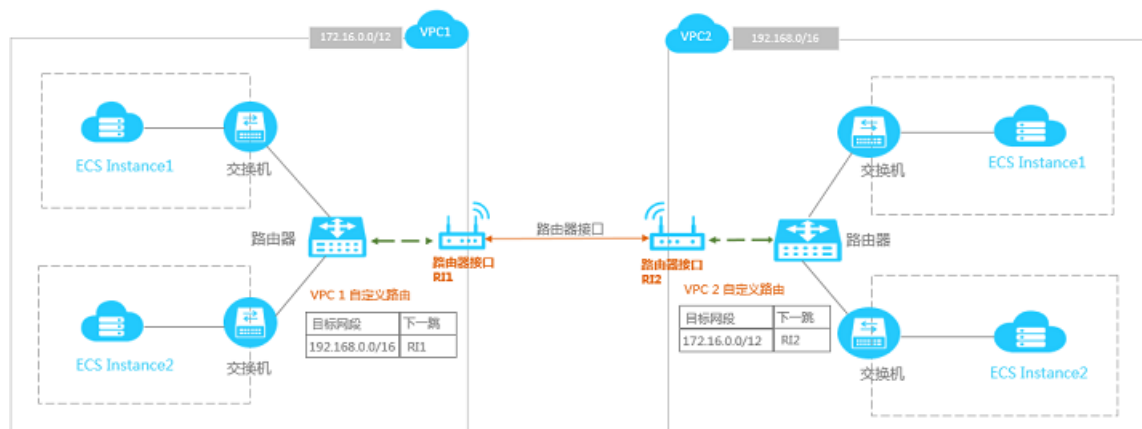 172.16.0.0/12
VPC1
VPC2
192.168.0/16
ECS Instance1
交换机
交换机
ECS Instance1
路由器
路由器接口
RI1
路由器接口
路由器接口
RI2
路由器
VPC 1 自定义路由
目标网段 下一跳
192.168.0.0/16 RI1
VPC 2 自定义路由
目标网段 下一跳
172.16.0.0/12 RI2
ECS Instance2
交换机
交换机
ECS Instance2